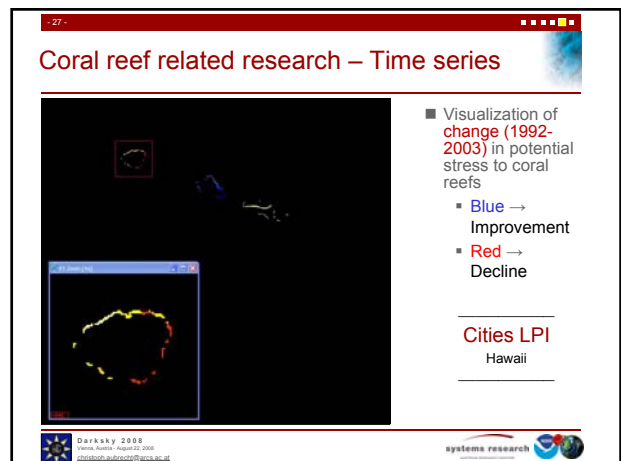 - 27 -
Coral reef related research – Time series
■ Visualization of
change (1992-
2003) in potential
stress to coral
reefs
▪ Blue →
Improvement
▪ Red →
Decline
Cities LPI
Hawaii
Darksky 2008
Vienna, Austria - August 22, 2008
christoph.aubrecht@arcs.ac.at
systems research